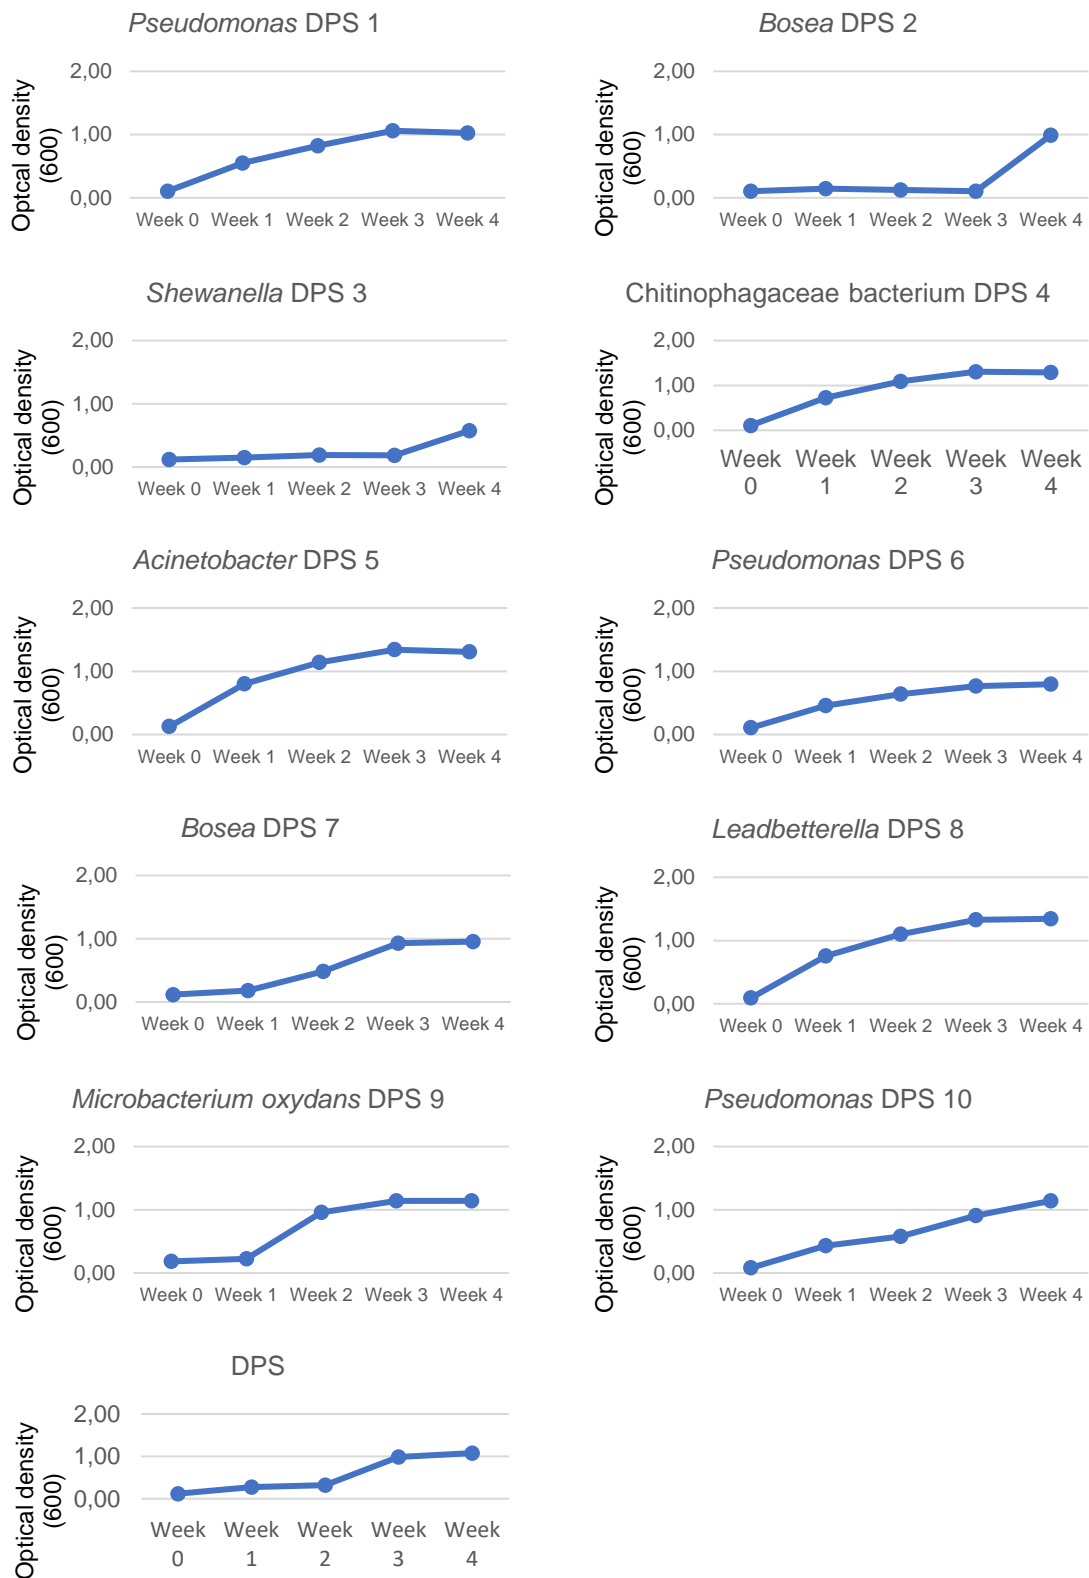 Pseudomonas DPS 1
Optcal density
(600)
2,00
1,00
0,00
Week 0 Week 1 Week 2 Week 3 Week 4
Bosea DPS 2
Optical density
(600)
2,00
1,00
0,00
Week 0 Week 1 Week 2 Week 3 Week 4
Shewanella DPS 3
Optical density
(600)
2,00
1,00
0,00
Week 0 Week 1 Week 2 Week 3 Week 4
Chitinophagaceae bacterium DPS 4
Optical density
(600)
2,00
1,00
0,00
Week Week Week Week Week
0 1 2 3 4
Acinetobacter DPS 5
Optical density
(600)
2,00
1,00
0,00
Week 0 Week 1 Week 2 Week 3 Week 4
Pseudomonas DPS 6
Optical density
(600)
2,00
1,00
0,00
Week 0 Week 1 Week 2 Week 3 Week 4
Bosea DPS 7
Optical density
(600)
2,00
1,00
0,00
Week 0 Week 1 Week 2 Week 3 Week 4
Leadbetterella DPS 8
Optical density
(600)
2,00
1,00
0,00
Week 0 Week 1 Week 2 Week 3 Week 4
Microbacterium oxydans DPS 9
Optical density
(600)
2,00
1,00
0,00
Week 0 Week 1 Week 2 Week 3 Week 4
Pseudomonas DPS 10
Optical density
(600)
2,00
1,00
0,00
Week 0 Week 1 Week 2 Week 3 Week 4
DPS
Optical density
(600)
2,00
1,00
0,00
Week Week Week Week Week
0 1 2 3 4